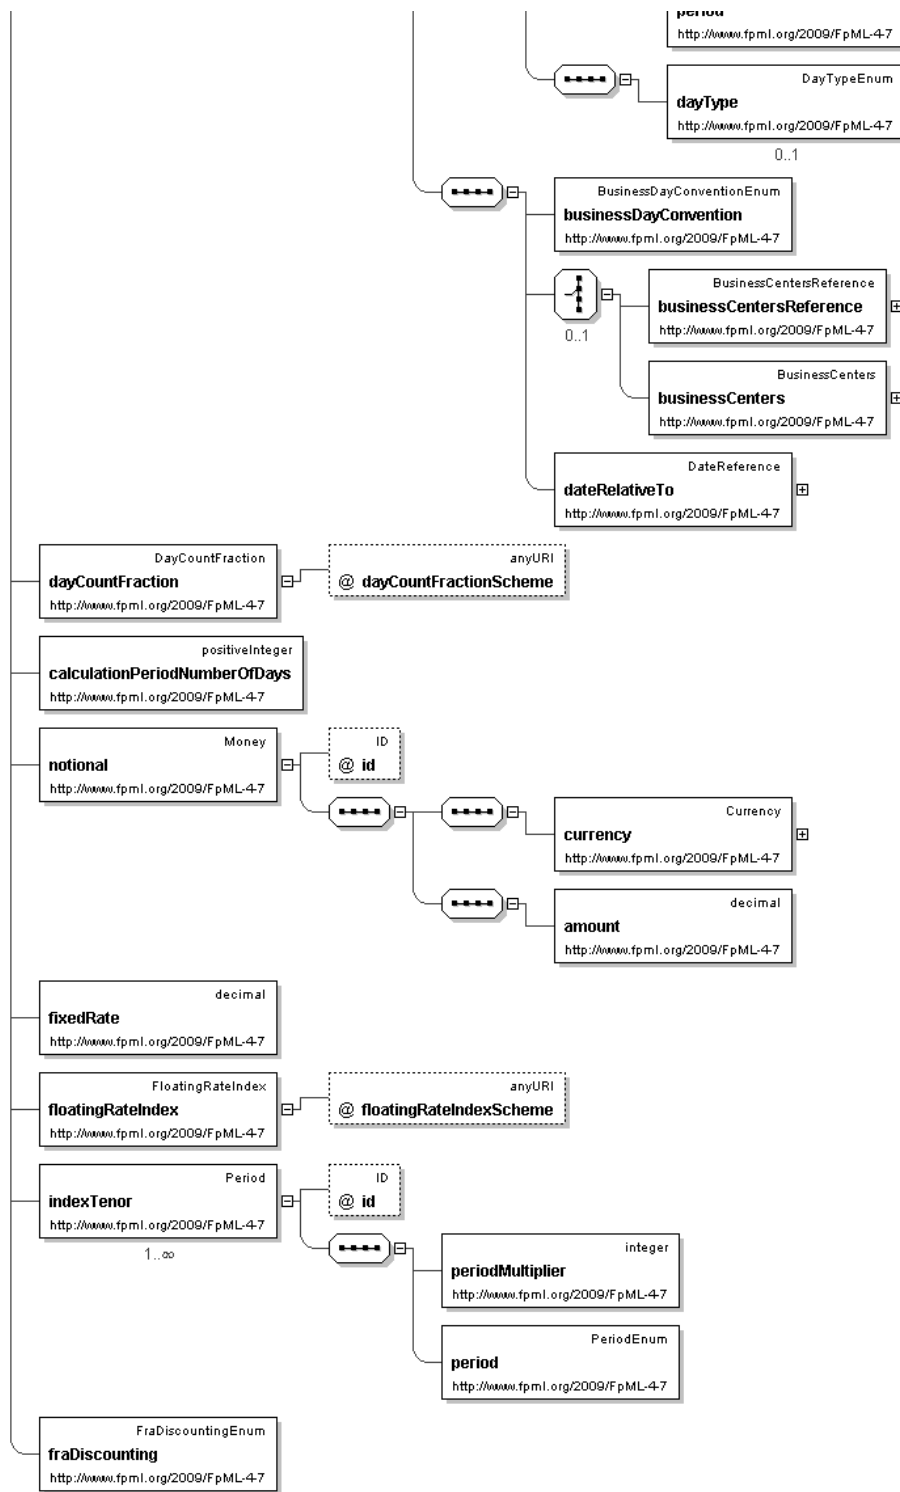 period
http://www.fpml.org/2009/FpML-4-7
DayTypeEnum
dayType
http://www.fpml.org/2009/FpML-4-7
0..1
BusinessDayConventionEnum
businessDayConvention
http://www.fpml.org/2009/FpML-4-7
BusinessCentersReference
businessCentersReference
http://www.fpml.org/2009/FpML-4-7
0..1
BusinessCenters
businessCenters
http://www.fpml.org/2009/FpML-4-7
DateReference
dateRelativeTo
http://www.fpml.org/2009/FpML-4-7
DayCountFraction
dayCountFraction
http://www.fpml.org/2009/FpML-4-7
anyURI
@ dayCountFractionScheme
positiveInteger
calculationPeriodNumberOfDays
http://www.fpml.org/2009/FpML-4-7
Money
notional
http://www.fpml.org/2009/FpML-4-7
ID
@ id
Currency
currency
http://www.fpml.org/2009/FpML-4-7
decimal
amount
http://www.fpml.org/2009/FpML-4-7
decimal
fixedRate
http://www.fpml.org/2009/FpML-4-7
FloatingRateIndex
floatingRateIndex
http://www.fpml.org/2009/FpML-4-7
anyURI
@ floatingRateIndexScheme
Period
indexTenor
http://www.fpml.org/2009/FpML-4-7
1..∞
ID
@ id
integer
periodMultiplier
http://www.fpml.org/2009/FpML-4-7
PeriodEnum
period
http://www.fpml.org/2009/FpML-4-7
FraDiscountingEnum
fraDiscounting
http://www.fpml.org/2009/FpML-4-7